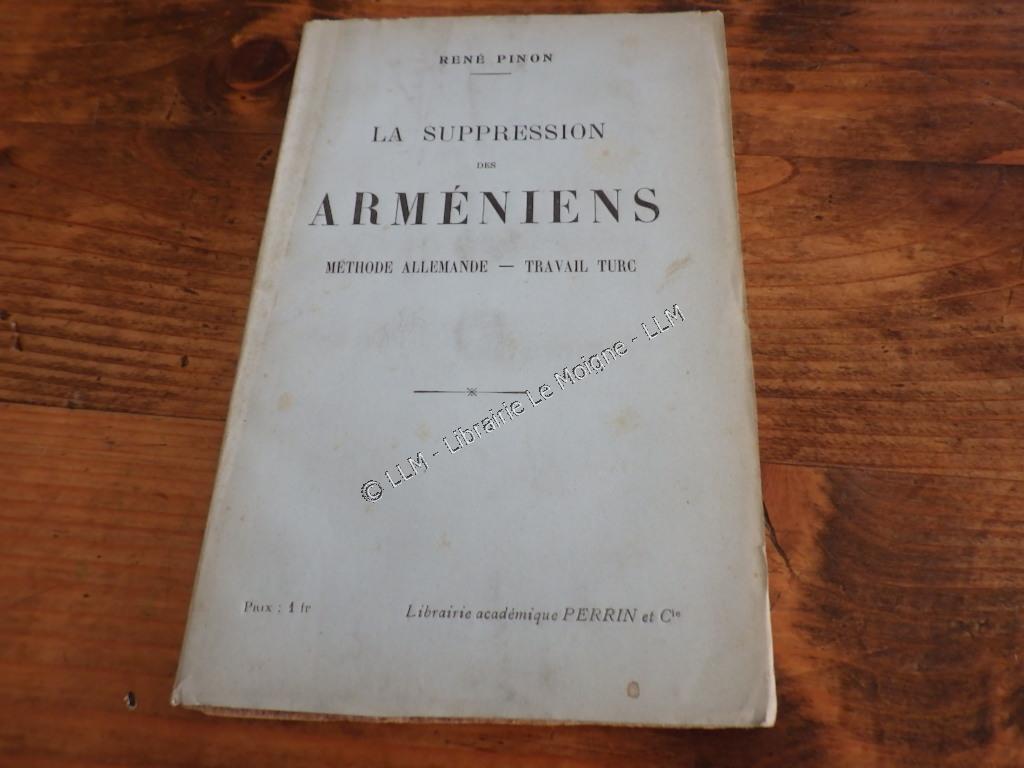 RENÉ PINON
LA SUPPRESSION
DES
ARMÉNIENS
MÉTHODE ALLEMANDE — TRAVAIL TURC
© LLM - Librairie Le Moigne - LLM
PRIX : 1 fr
Librairie académique PERRIN et Cie